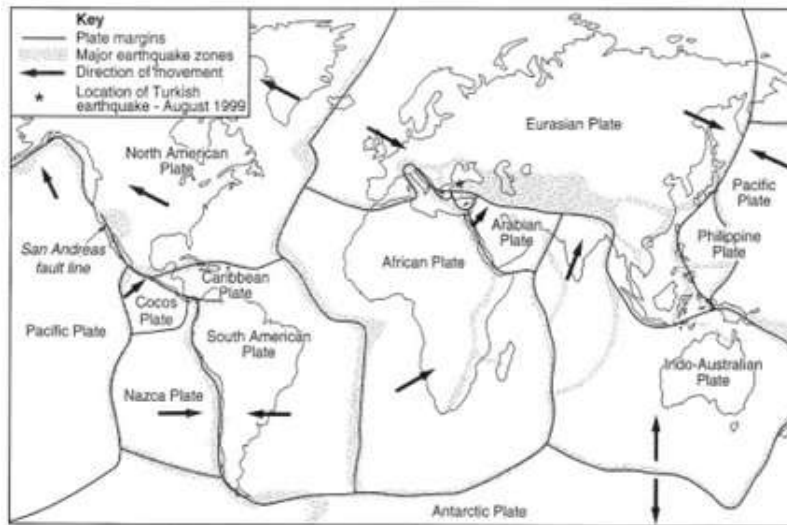 Key
Plate margins
Major earthquake zones
Direction of movement
Location of Turkish
earthquake - August 1999
North American
Plate
San Andreas
fault line
Pacific Plate
Cocos
Plate
Caribbean
Plate
South American
Plate
Nazca Plate
African Plate
Arabian
Plate
Eurasian Plate
Pacific
Plate
Philippine
Plate
Indo-Australian
Plate
Antarctic Plate